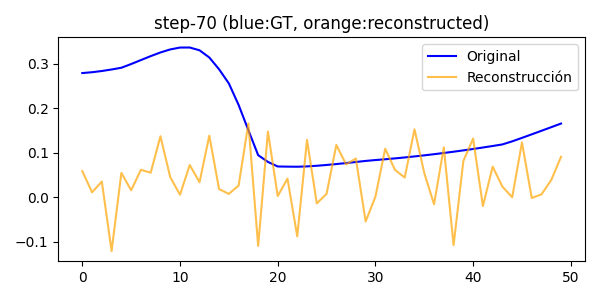 step-70 (blue:GT, orange:reconstructed)
Original
Reconstrucción
0.3
0.2
0.1
0.0
−0.1
0 10 20 30 40 50